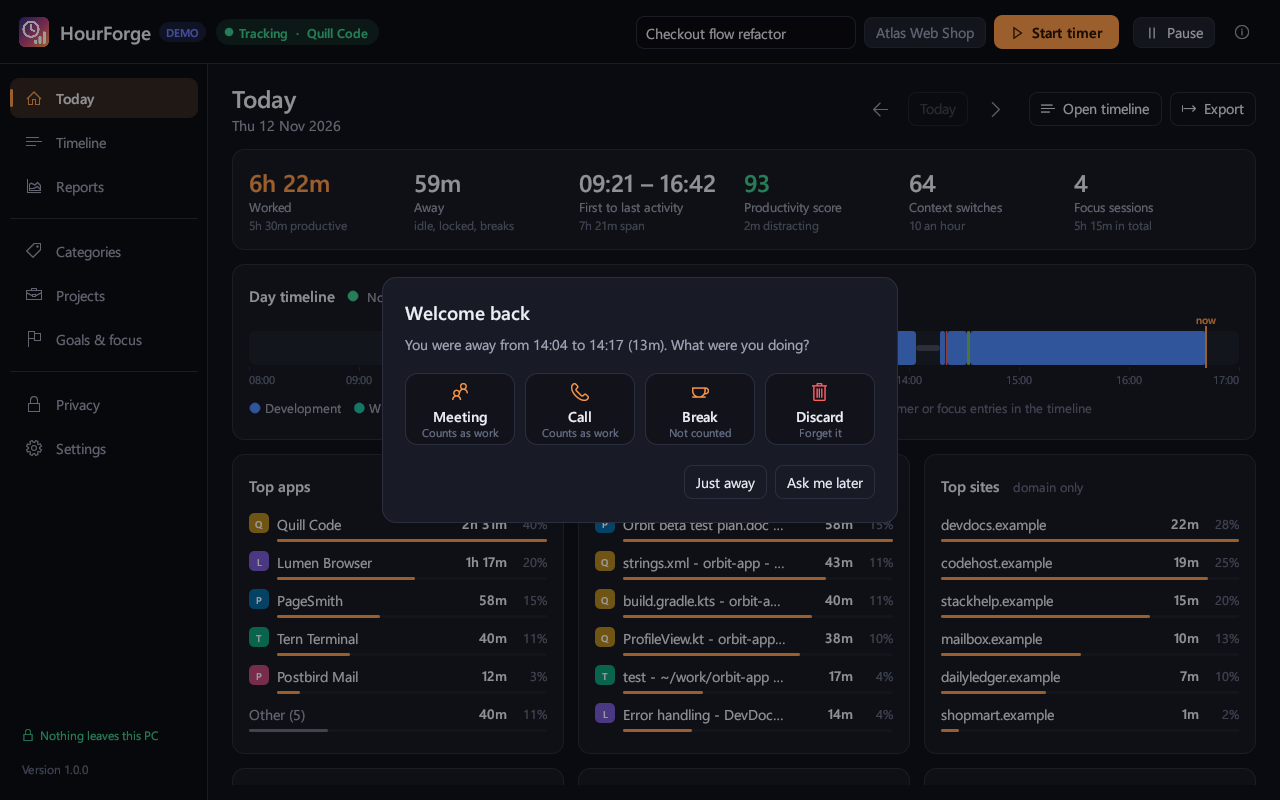 HourForge DEMO Tracking · Quill Code Checkout flow refactor Atlas Web Shop Start timer Pause
Today
Timeline
Reports
Categories
Projects
Goals & focus
Privacy
Settings
Nothing leaves this PC
Version 1.0.0
Today
Thu 12 Nov 2026
Today Open timeline Export
6h 22m 59m 09:21 – 16:42 93 64 4
Worked Away First to last activity Productivity score Context switches Focus sessions
5h 30m productive idle, locked, breaks 7h 21m span 2m distracting 10 an hour 5h 15m in total
Day timeline
now
08:00 09:00 14:00 15:00 16:00 17:00
Development or focus entries in the timeline
Welcome back
You were away from 14:04 to 14:17 (13m). What were you doing?
Meeting Call Break Discard
Counts as work Counts as work Not counted Forget it
Just away Ask me later
Top apps
Q Quill Code 2h 31m 40%
L Lumen Browser 1h 17m 20%
P PageSmith 58m 15%
T Tern Terminal 40m 11%
P Postbird Mail 12m 3%
Other (5) 40m 11%
P Orbit beta test plan.doc ... 58m 15%
Q strings.xml - orbit-app - ... 43m 11%
Q build.gradle.kts - orbit-a... 40m 11%
Q ProfileView.kt - orbit-app... 38m 10%
T test - ~/work/orbit-app ... 17m 4%
L Error handling - DevDoc... 14m 4%
Top sites domain only
devdocs.example 22m 28%
codehost.example 19m 25%
stackhelp.example 15m 20%
mailbox.example 10m 13%
dailyledger.example 7m 10%
shopmart.example 1m 2%